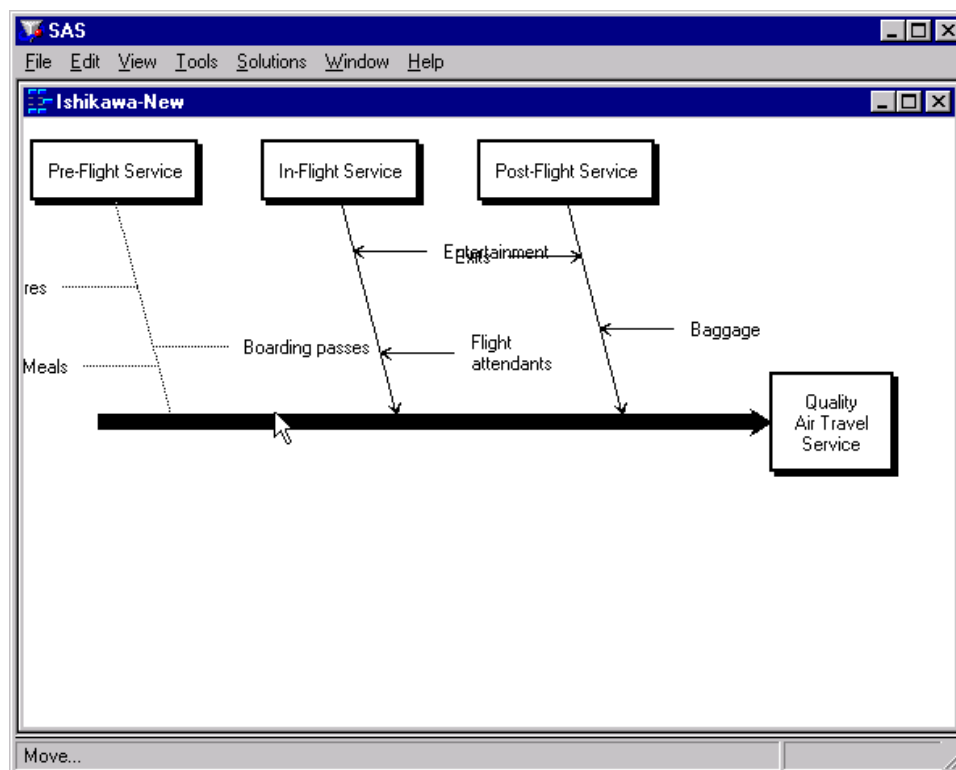 SAS
File Edit View Tools Solutions Window Help
Ishikawa-New
Pre-Flight Service
In-Flight Service
Post-Flight Service
Entertainment
Exits
res
Baggage
Boarding passes
Flight
attendants
Meals
Quality
Air Travel
Service
Move...